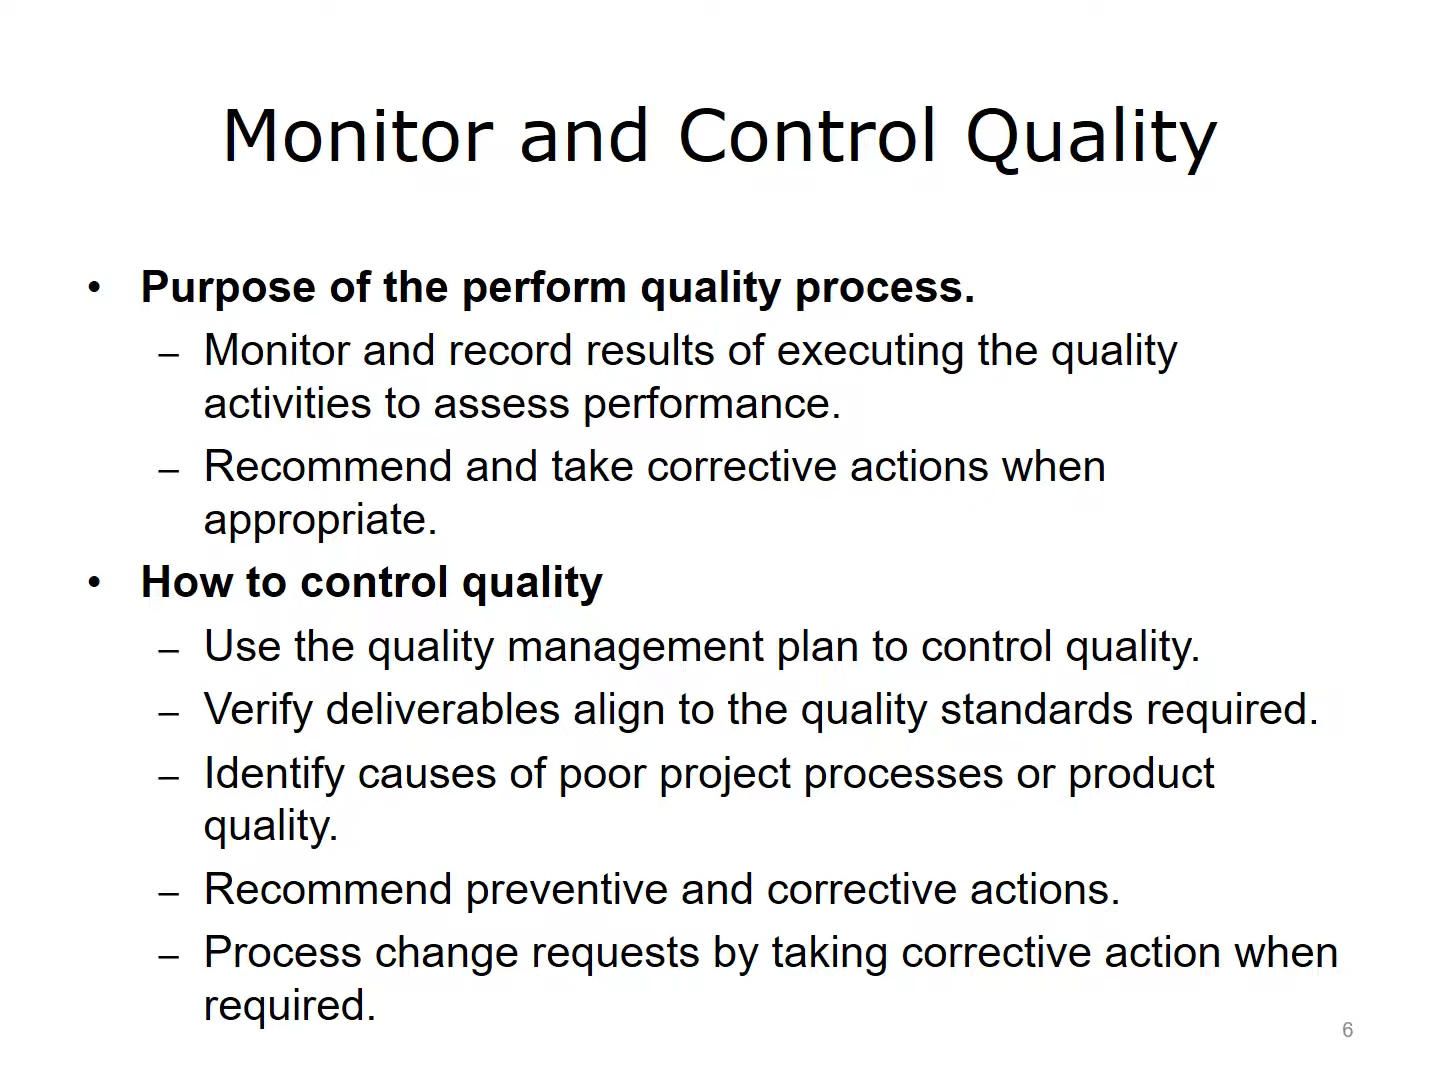 Monitor and Control Quality
• Purpose of the perform quality process.
– Monitor and record results of executing the quality
activities to assess performance.
– Recommend and take corrective actions when
appropriate.
• How to control quality
– Use the quality management plan to control quality.
– Verify deliverables align to the quality standards required.
– Identify causes of poor project processes or product
quality.
– Recommend preventive and corrective actions.
– Process change requests by taking corrective action when
required.
6